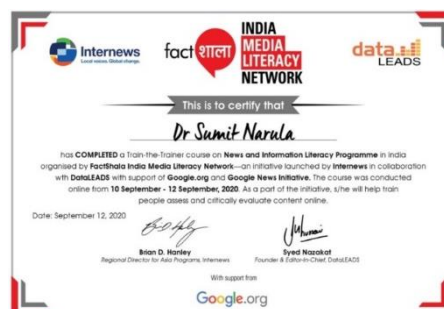 Internews
Local voices. Global change.
fact शाला
INDIA
MEDIA
LITERACY
NETWORK
data
LEADS
This is to certify that
Dr Sumit Narula
has COMPLETED a Train-the-Trainer course on News and Information Literacy Programme in India
organised by FactShala India Media Literacy Network—an initiative launched by Internews in collaboration
with DataLEADS with support of Google.org and Google News Initiative. The course was conducted
online from 10 September - 12 September, 2020. As a part of the initiative, s/he will help train
people assess and critically evaluate content online.
Date: September 12, 2020
Brian D. Hanley
Regional Director for Asia Programs, Internews
Syed Nazakat
Founder & Editor-in-Chief, DataLEADS
With support from
Google.org